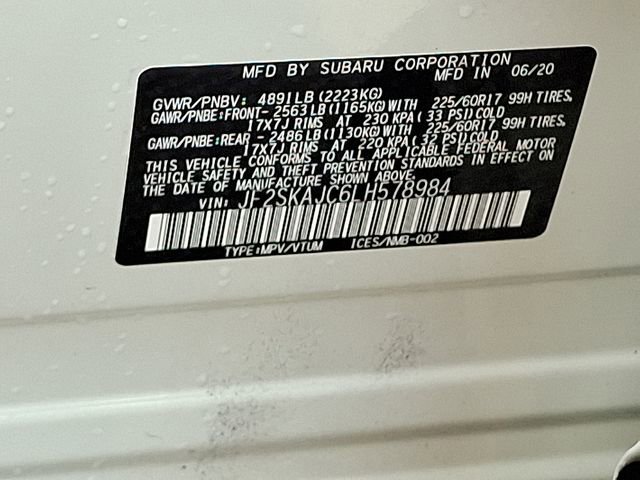 MFD BY SUBARU CORPORATION
MFD IN 06/20
GVWR/PNBV: 4891LB(2223KG)
GAWR/PNBE:FRONT- 2563LB(1165KG)WITH 225/60R17 99H TIRES,
17X7J RIMS AT 230 KPA( 33 PSI)COLD
GAWR/PNBE:REAR - 2486LB(1130KG)WITH 225/60R17 99H TIRES,
17X7J RIMS AT 220 KPA( 32 PSI)COLD
THIS VEHICLE CONFORMS TO ALL APPLICABLE FEDERAL MOTOR
VEHICLE SAFETY AND THEFT PREVENTION STANDARDS IN EFFECT ON
THE DATE OF MANUFACTURE SHOWN ABOVE.
VIN: JF2SKAJC6LH578984
TYPE:MPV/VTUM ICES/NMB-002